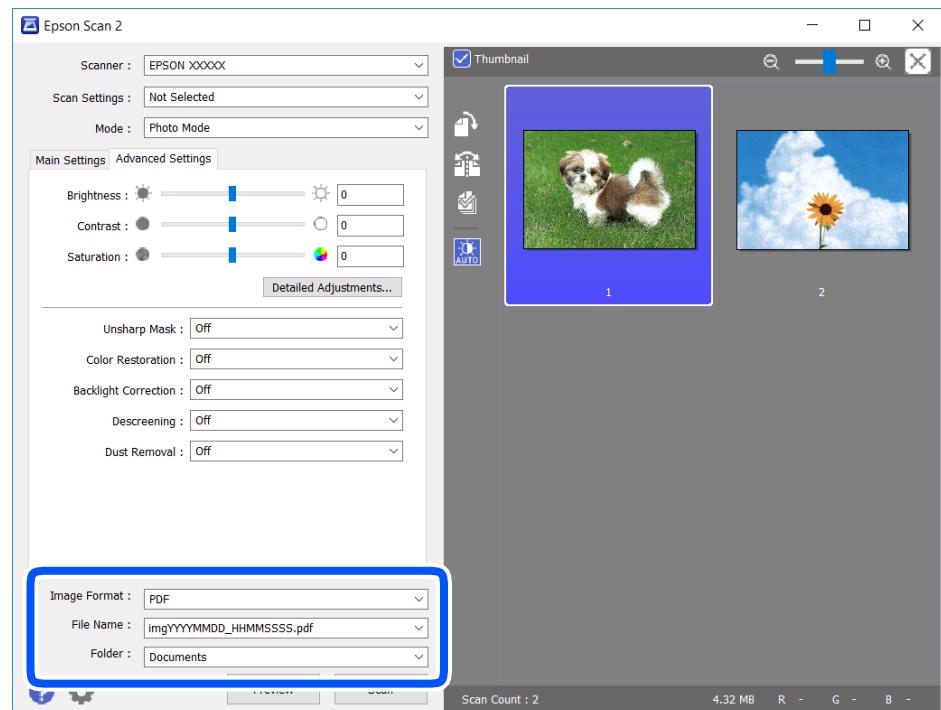 Epson Scan 2
Scanner : EPSON XXXXX
Scan Settings : Not Selected
Mode : Photo Mode
Main Settings Advanced Settings
Brightness : 0
Contrast : 0
Saturation : 0
Detailed Adjustments...
Unsharp Mask : Off
Color Restoration : Off
Backlight Correction : Off
Descreening : Off
Dust Removal : Off
Image Format : PDF
File Name : imgYYYYMMDD_HHMMSSSS.pdf
Folder : Documents
Preview Scan
Thumbnail
AUTO
1
2
Scan Count : 2 4.32 MB R - G - B -